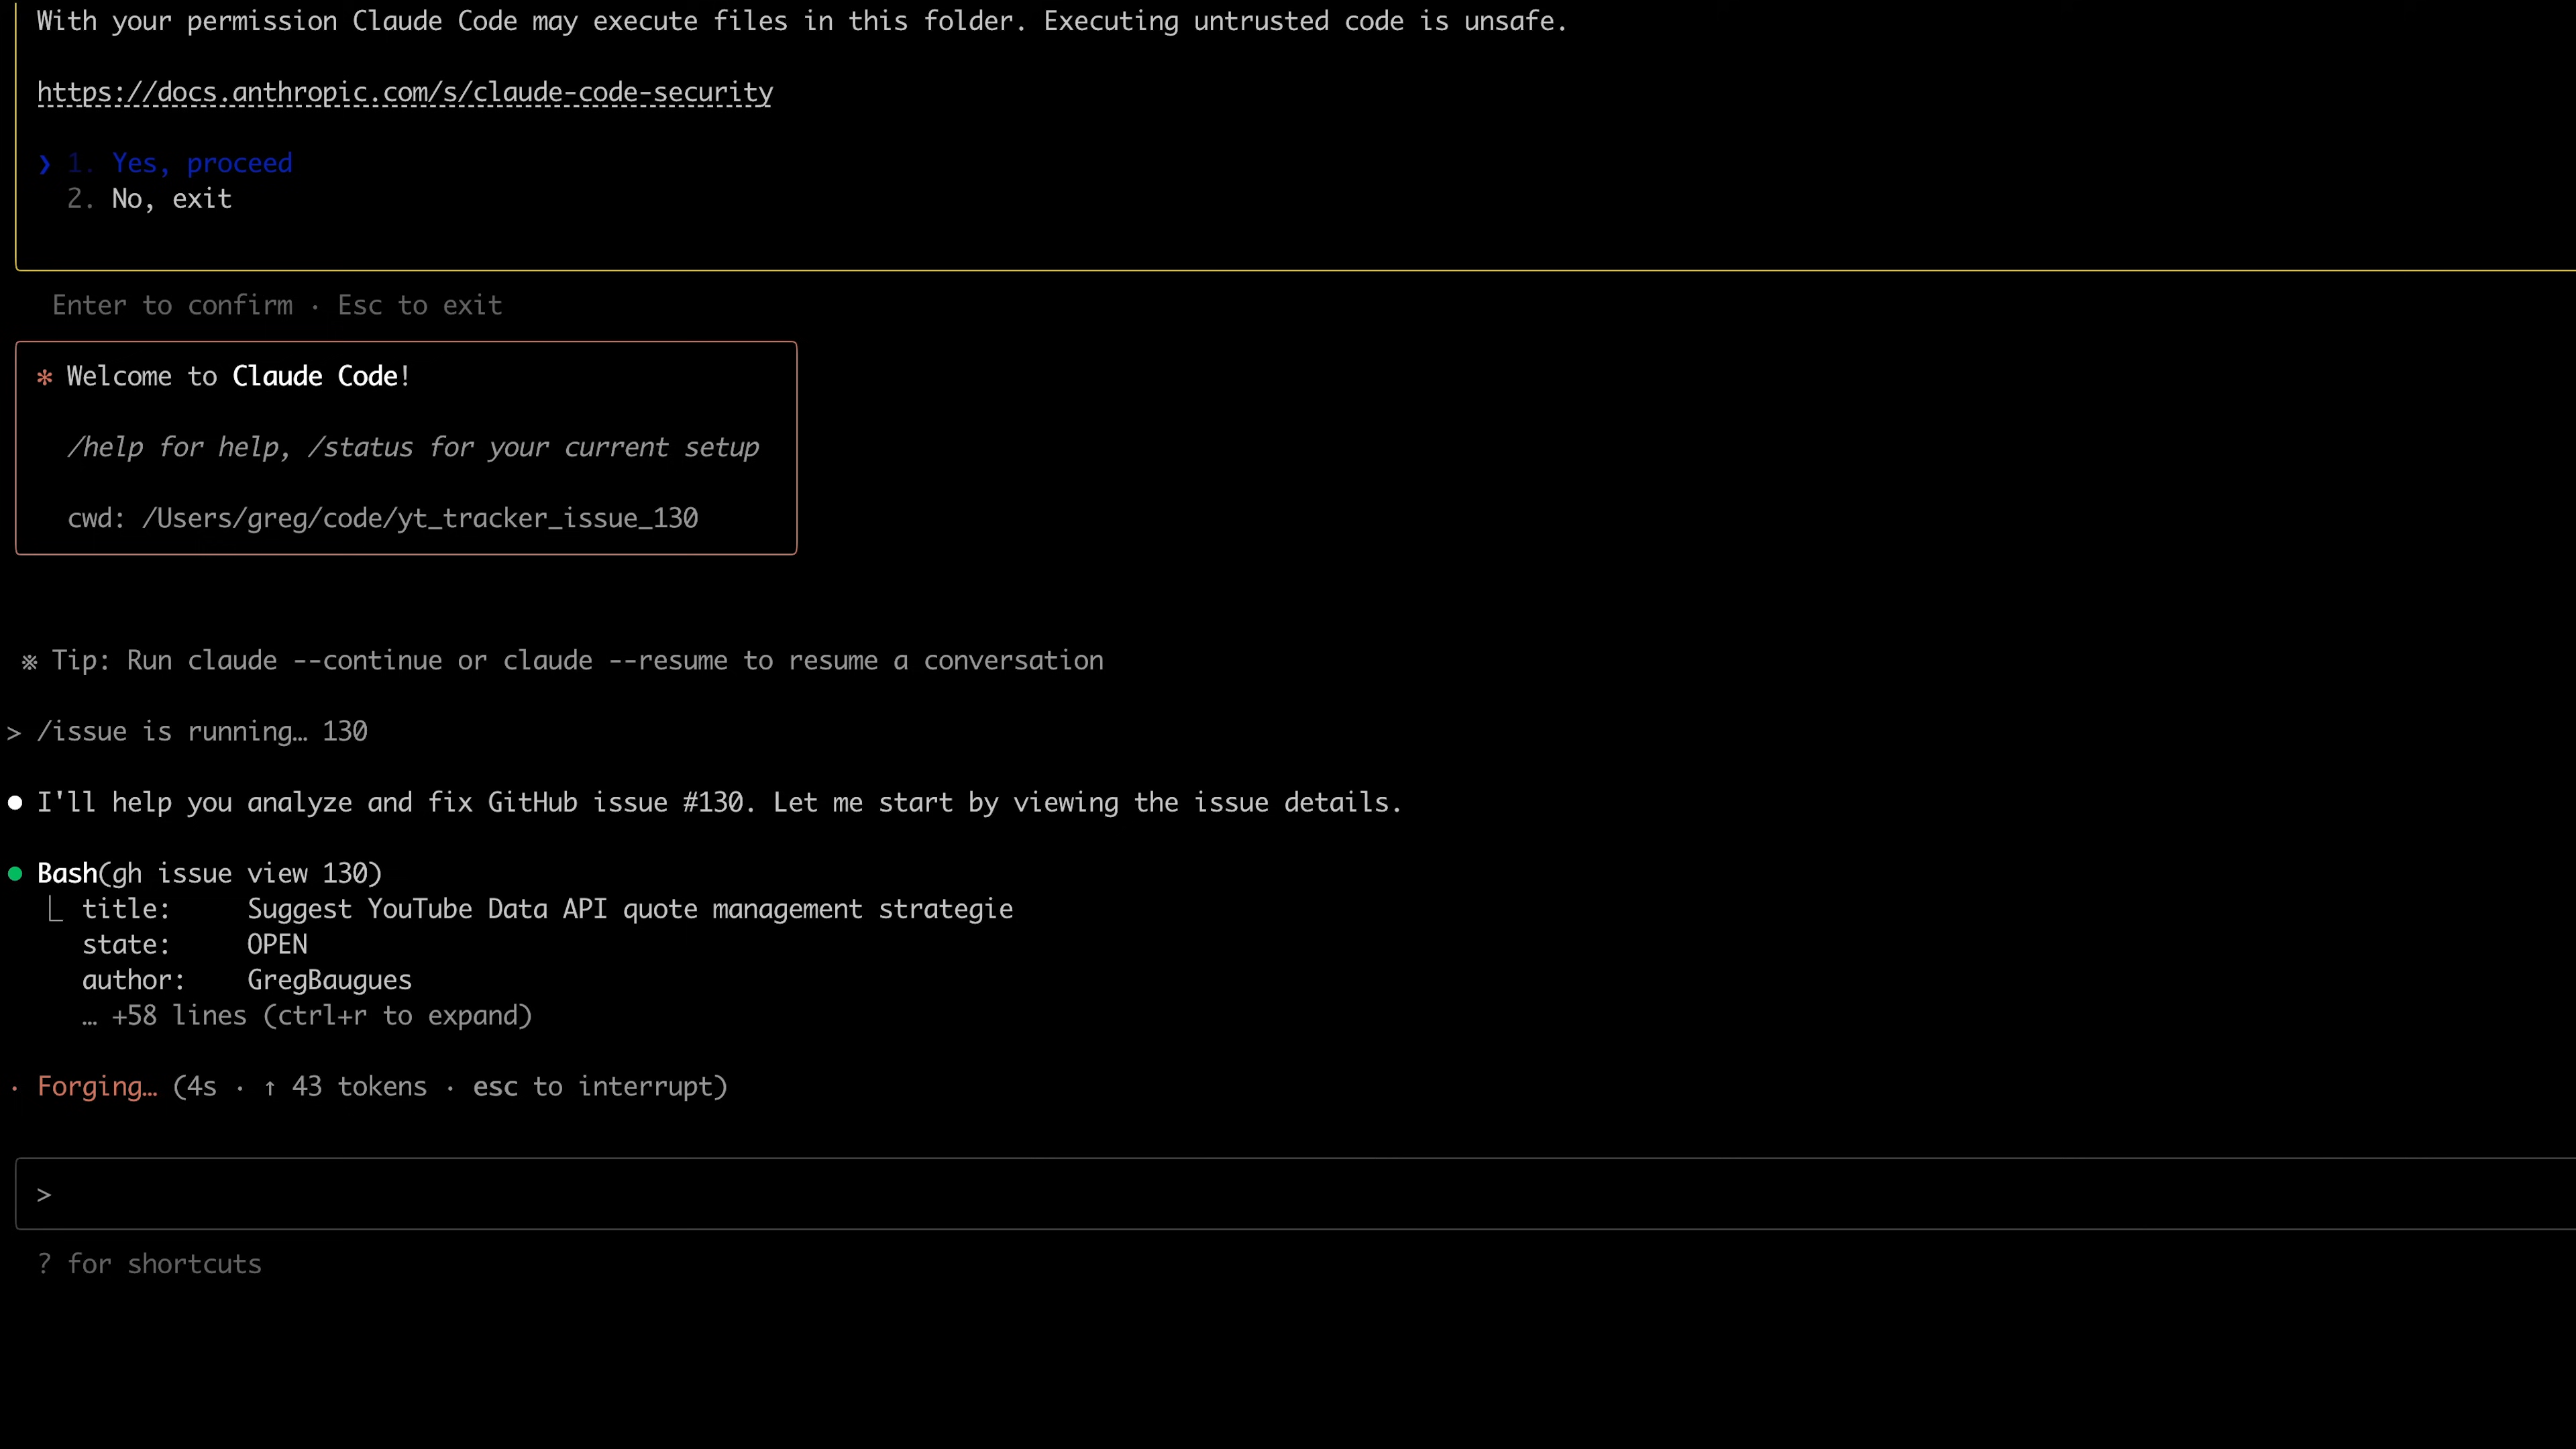 With your permission Claude Code may execute files in this folder. Executing untrusted code is unsafe.
https://docs.anthropic.com/s/claude-code-security
❯ 1. Yes, proceed
2. No, exit
Enter to confirm · Esc to exit
✻ Welcome to Claude Code!
/help for help, /status for your current setup
cwd: /Users/greg/code/yt_tracker_issue_130
※ Tip: Run claude --continue or claude --resume to resume a conversation
> /issue is running… 130
● I'll help you analyze and fix GitHub issue #130. Let me start by viewing the issue details.
● Bash(gh issue view 130)
⎿ title: Suggest YouTube Data API quote management strategie
state: OPEN
author: GregBaugues
… +58 lines (ctrl+r to expand)
· Forging… (4s · ↑ 43 tokens · esc to interrupt)
>
? for shortcuts